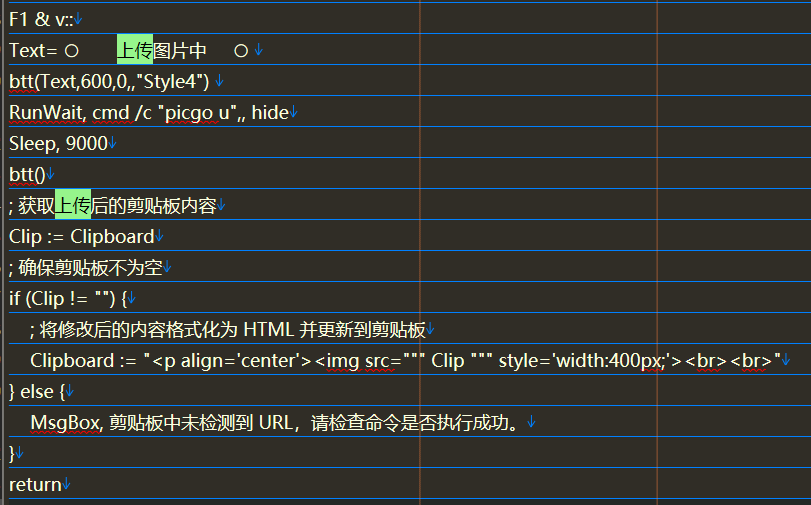 F1 & v::↓
Text= ○      上传图片中     ○ ↓
btt(Text,600,0,,"Style4") ↓
RunWait, cmd /c "picgo u",, hide↓
Sleep, 9000↓
btt()↓
; 获取上传后的剪贴板内容↓
Clip := Clipboard↓
; 确保剪贴板不为空↓
if (Clip != "") {↓
    ; 将修改后的内容格式化为 HTML 并更新到剪贴板↓
    Clipboard := "<p align='center'><img src=""" Clip """ style='width:400px;'><br><br>"↓
} else {↓
    MsgBox, 剪贴板中未检测到 URL，请检查命令是否执行成功。↓
}↓
return↓